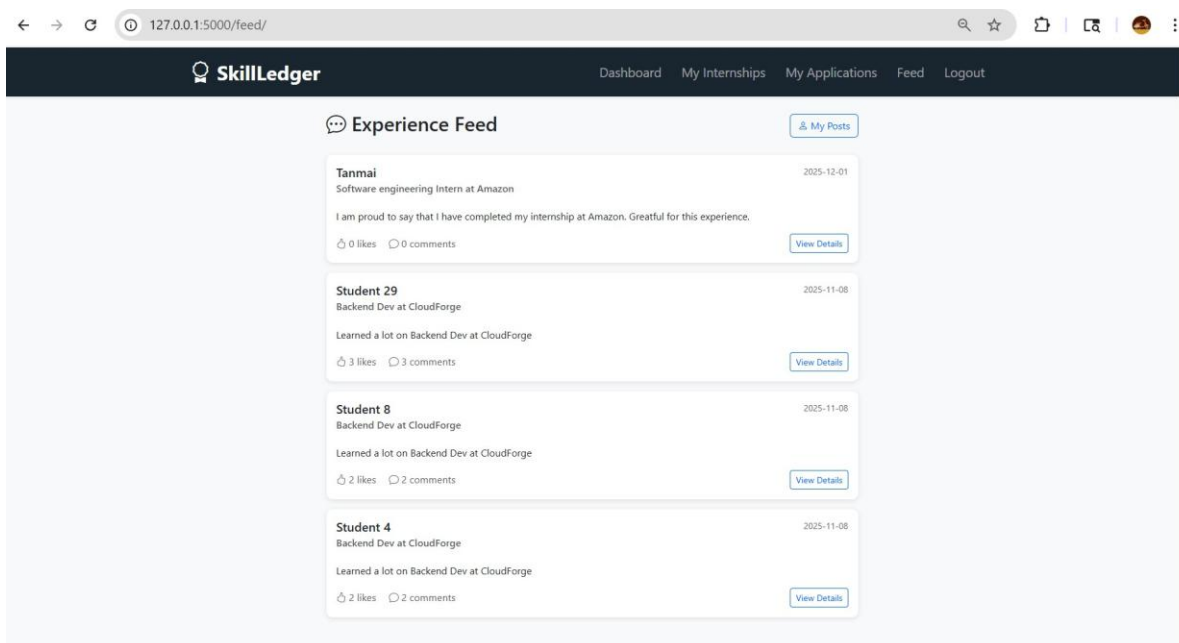 127.0.0.1:5000/feed/
SkillLedger Dashboard My Internships My Applications Feed Logout
Experience Feed My Posts
Tanmai 2025-12-01
Software engineering Intern at Amazon
I am proud to say that I have completed my internship at Amazon. Greatful for this experience.
0 likes 0 comments View Details
Student 29 2025-11-08
Backend Dev at CloudForge
Learned a lot on Backend Dev at CloudForge
3 likes 3 comments View Details
Student 8 2025-11-08
Backend Dev at CloudForge
Learned a lot on Backend Dev at CloudForge
2 likes 2 comments View Details
Student 4 2025-11-08
Backend Dev at CloudForge
Learned a lot on Backend Dev at CloudForge
2 likes 2 comments View Details